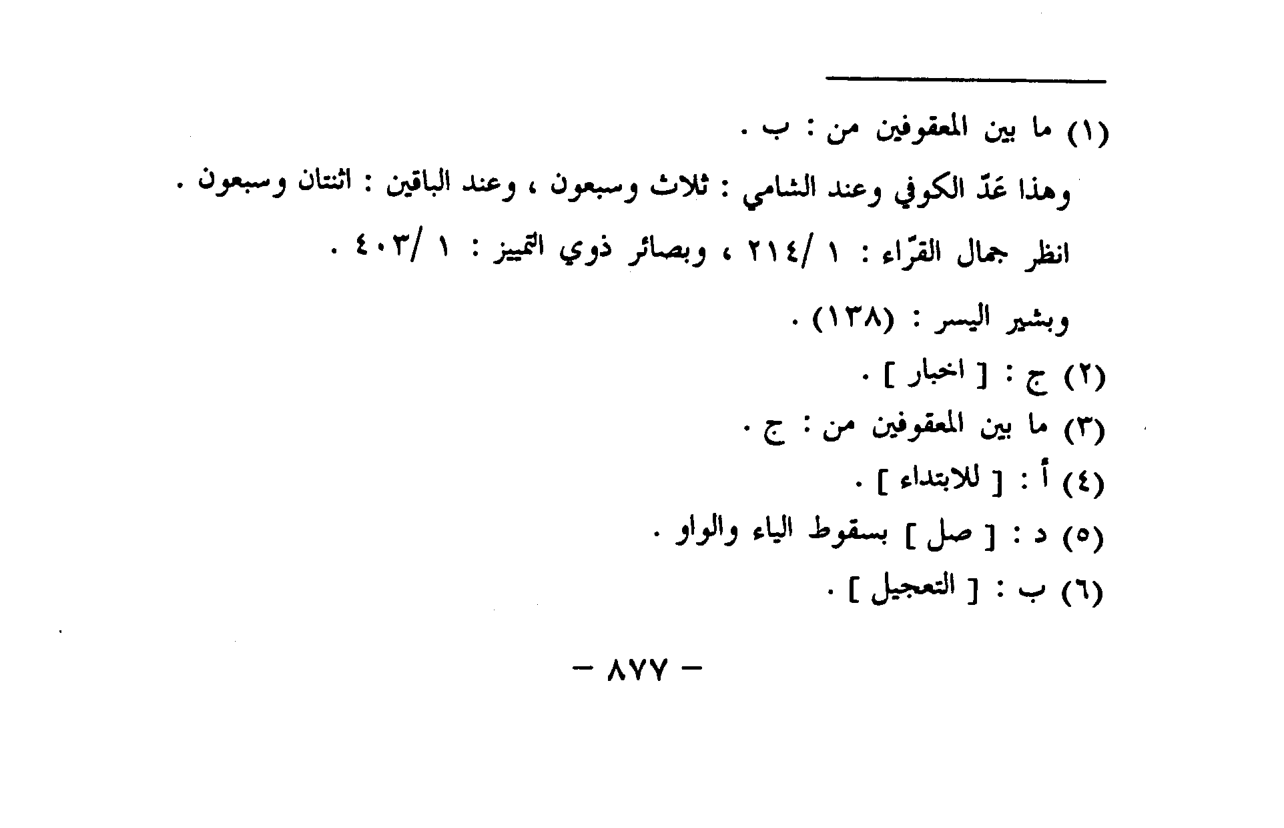 (١) ما بين المعقوفين من : ب .
وهذا عَدّ الكوفي وعند الشامي : ثلاث وسبعون ، وعند الباقين : اثنتان وسبعون .
انظر جمال القرّاء : ١ /٢١٤ ، وبصائر ذوي التمييز : ١ /٤٠٣ .
وبشير اليسر : (١٣٨) .
(٢) ج : [ اخبار ] .
(٣) ما بين المعقوفين من : ج .
(٤) أ : [ للابتداء ] .
(٥) د : [ صل ] بسقوط الياء والواو .
(٦) ب : [ التعجيل ] .
– ٨٧٧ –